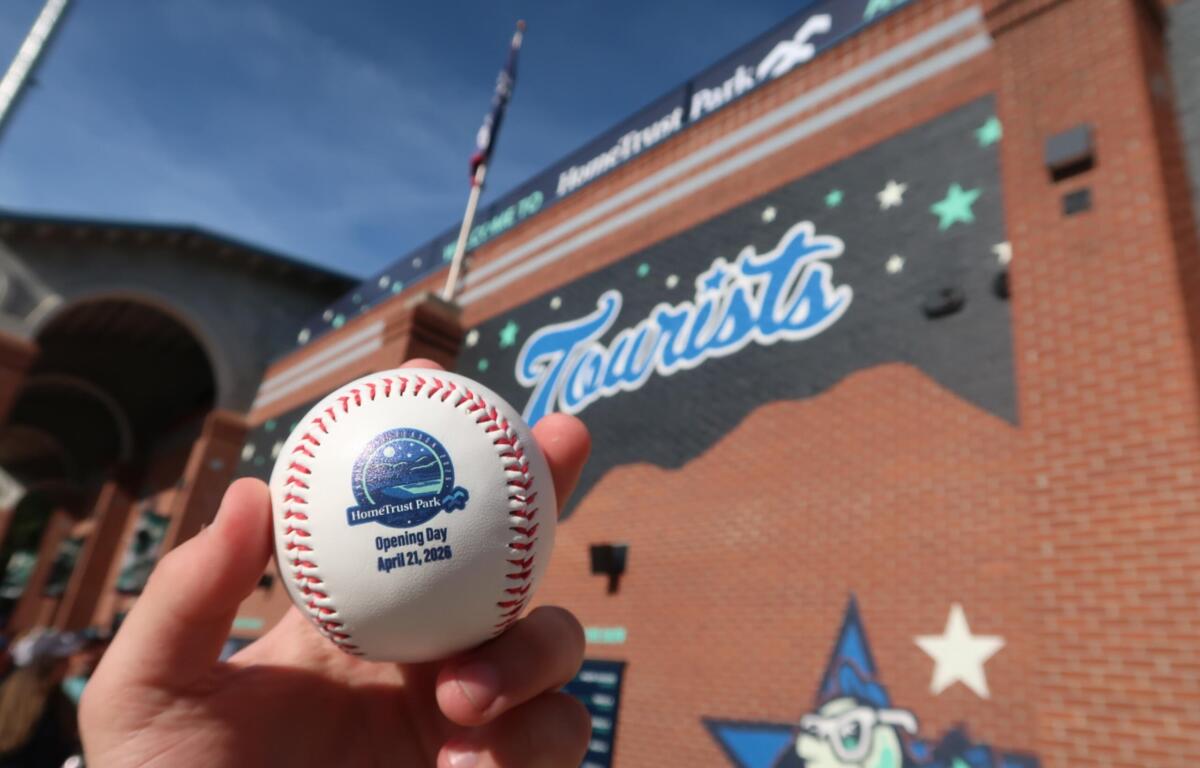 WELCOME TO HomeTrust Park
Tourists
HomeTrust Park
Opening Day
April 21, 2026